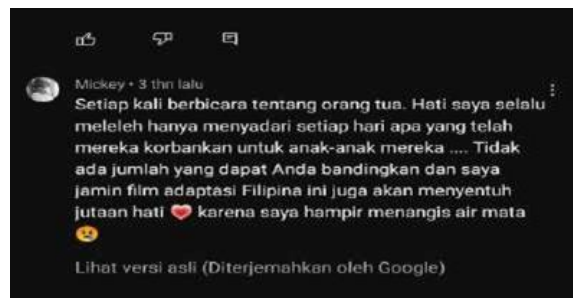 Mickey • 3 thn lalu
Setiap kali berbicara tentang orang tua. Hati saya selalu
meleleh hanya menyadari setiap hari apa yang telah
mereka korbankan untuk anak-anak mereka .... Tidak
ada jumlah yang dapat Anda bandingkan dan saya
jamin film adaptasi Filipina ini juga akan menyentuh
jutaan hati ❤️ karena saya hampir menangis air mata
😢
Lihat versi asli (Diterjemahkan oleh Google)